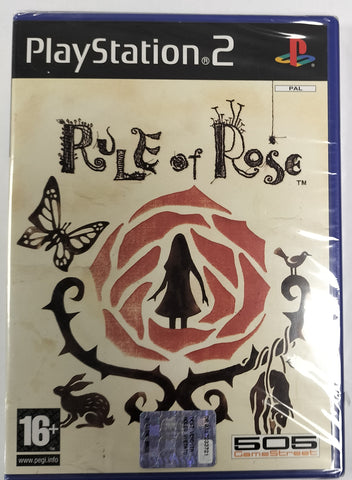 PlayStation®2
PAL
RULE of ROSE
TM
16+
www.pegi.info
505
GameStreet